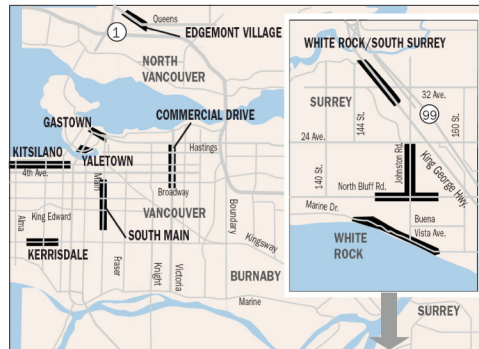 1
Queens
EDGEMONT VILLAGE
NORTH
VANCOUVER
GASTOWN
COMMERCIAL DRIVE
KITSILANO
4th Ave.
YALETOWN
Hastings
Main
Broadway
Alma
King Edward
VANCOUVER
SOUTH MAIN
KERRISDALE
Boundary
Kingsway
Fraser
Knight
Victoria
BURNABY
Marine
SURREY
WHITE ROCK/SOUTH SURREY
SURREY
32 Ave.
99
144 St.
160 St.
24 Ave.
Johnston Rd.
King George Hwy.
140 St.
North Bluff Rd.
Marine Dr.
Buena
Vista Ave.
WHITE
ROCK